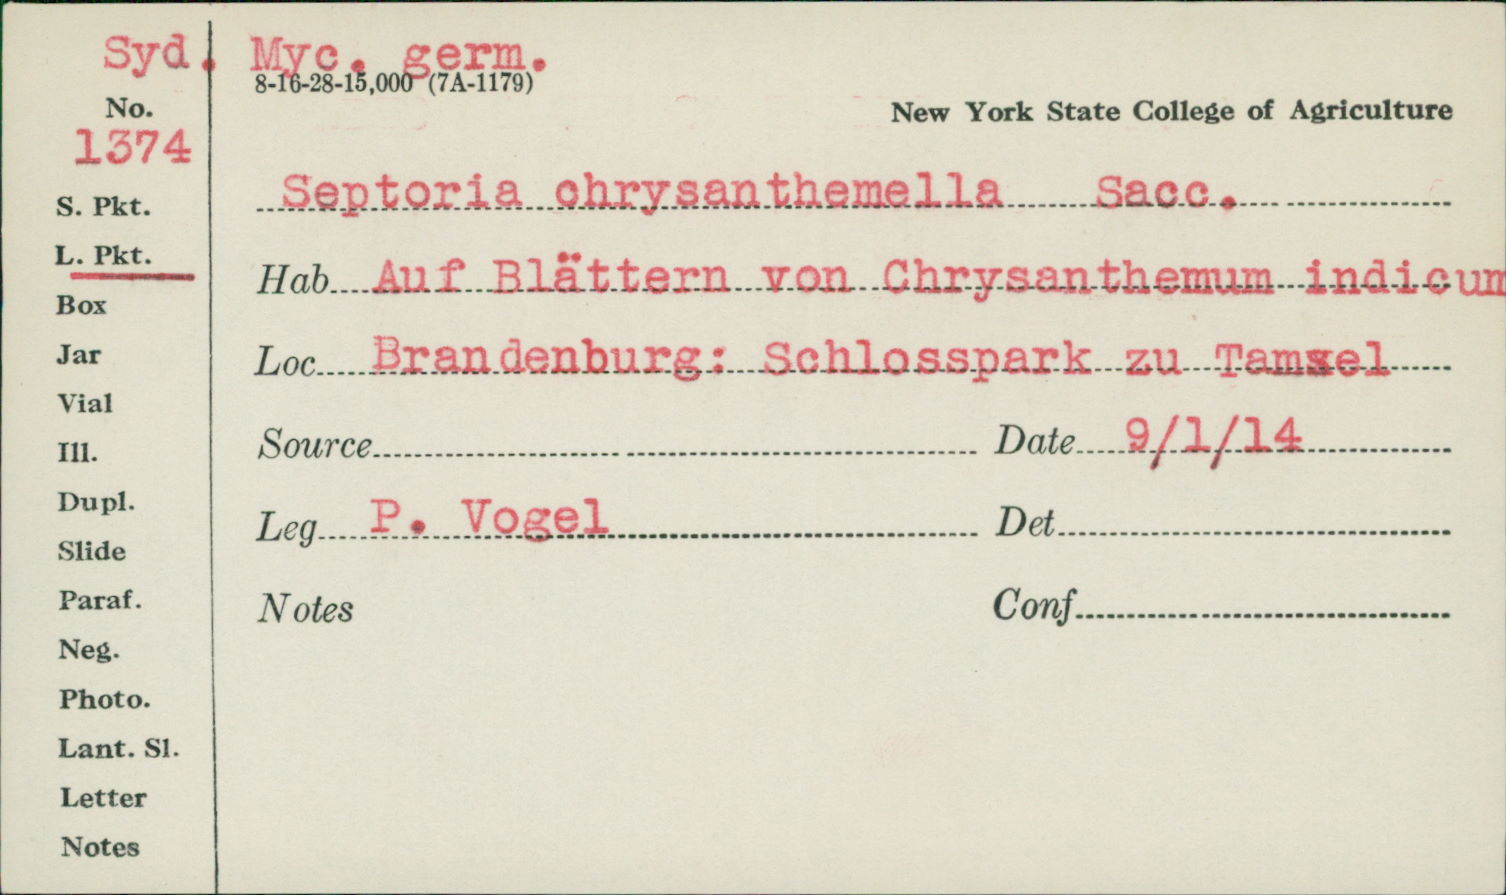 Syd. Myc. germ.
8-16-28-15,000 (7A-1179)
No.
1374
New York State College of Agriculture
Septoria chrysanthemella Sacc.
S. Pkt.
L. Pkt.
Hab Auf Blättern von Chrysanthemum indicum
Box
Jar
Loc Brandenburg: Schlosspark zu Tamsel
Vial
Ill.
Source Date 9/1/14
Dupl.
Leg P. Vogel Det
Slide
Paraf.
Notes Conf
Neg.
Photo.
Lant. Sl.
Letter
Notes